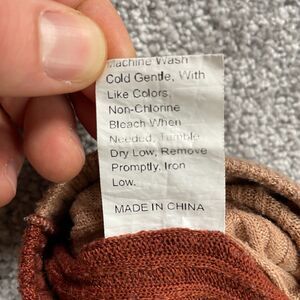 Machine Wash
Cold Gentle, With
Like Colors,
Non-Chlorine
Bleach When
Needed, Tumble
Dry Low, Remove
Promptly. Iron
Low.
MADE IN CHINA